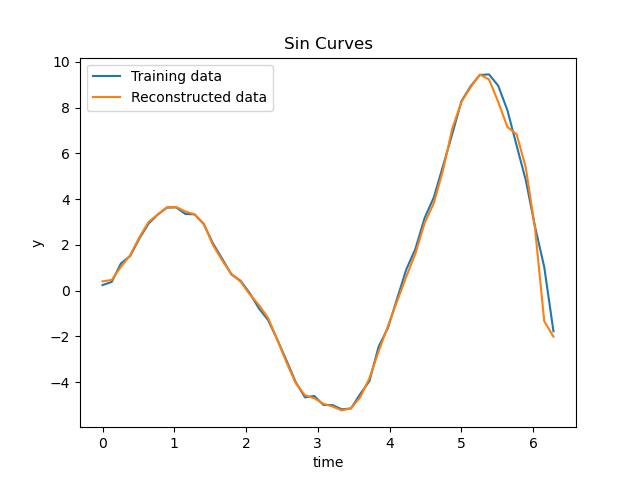 Sin Curves
Training data
Reconstructed data
10
8
6
4
2
0
−2
−4
y
0 1 2 3 4 5 6
time